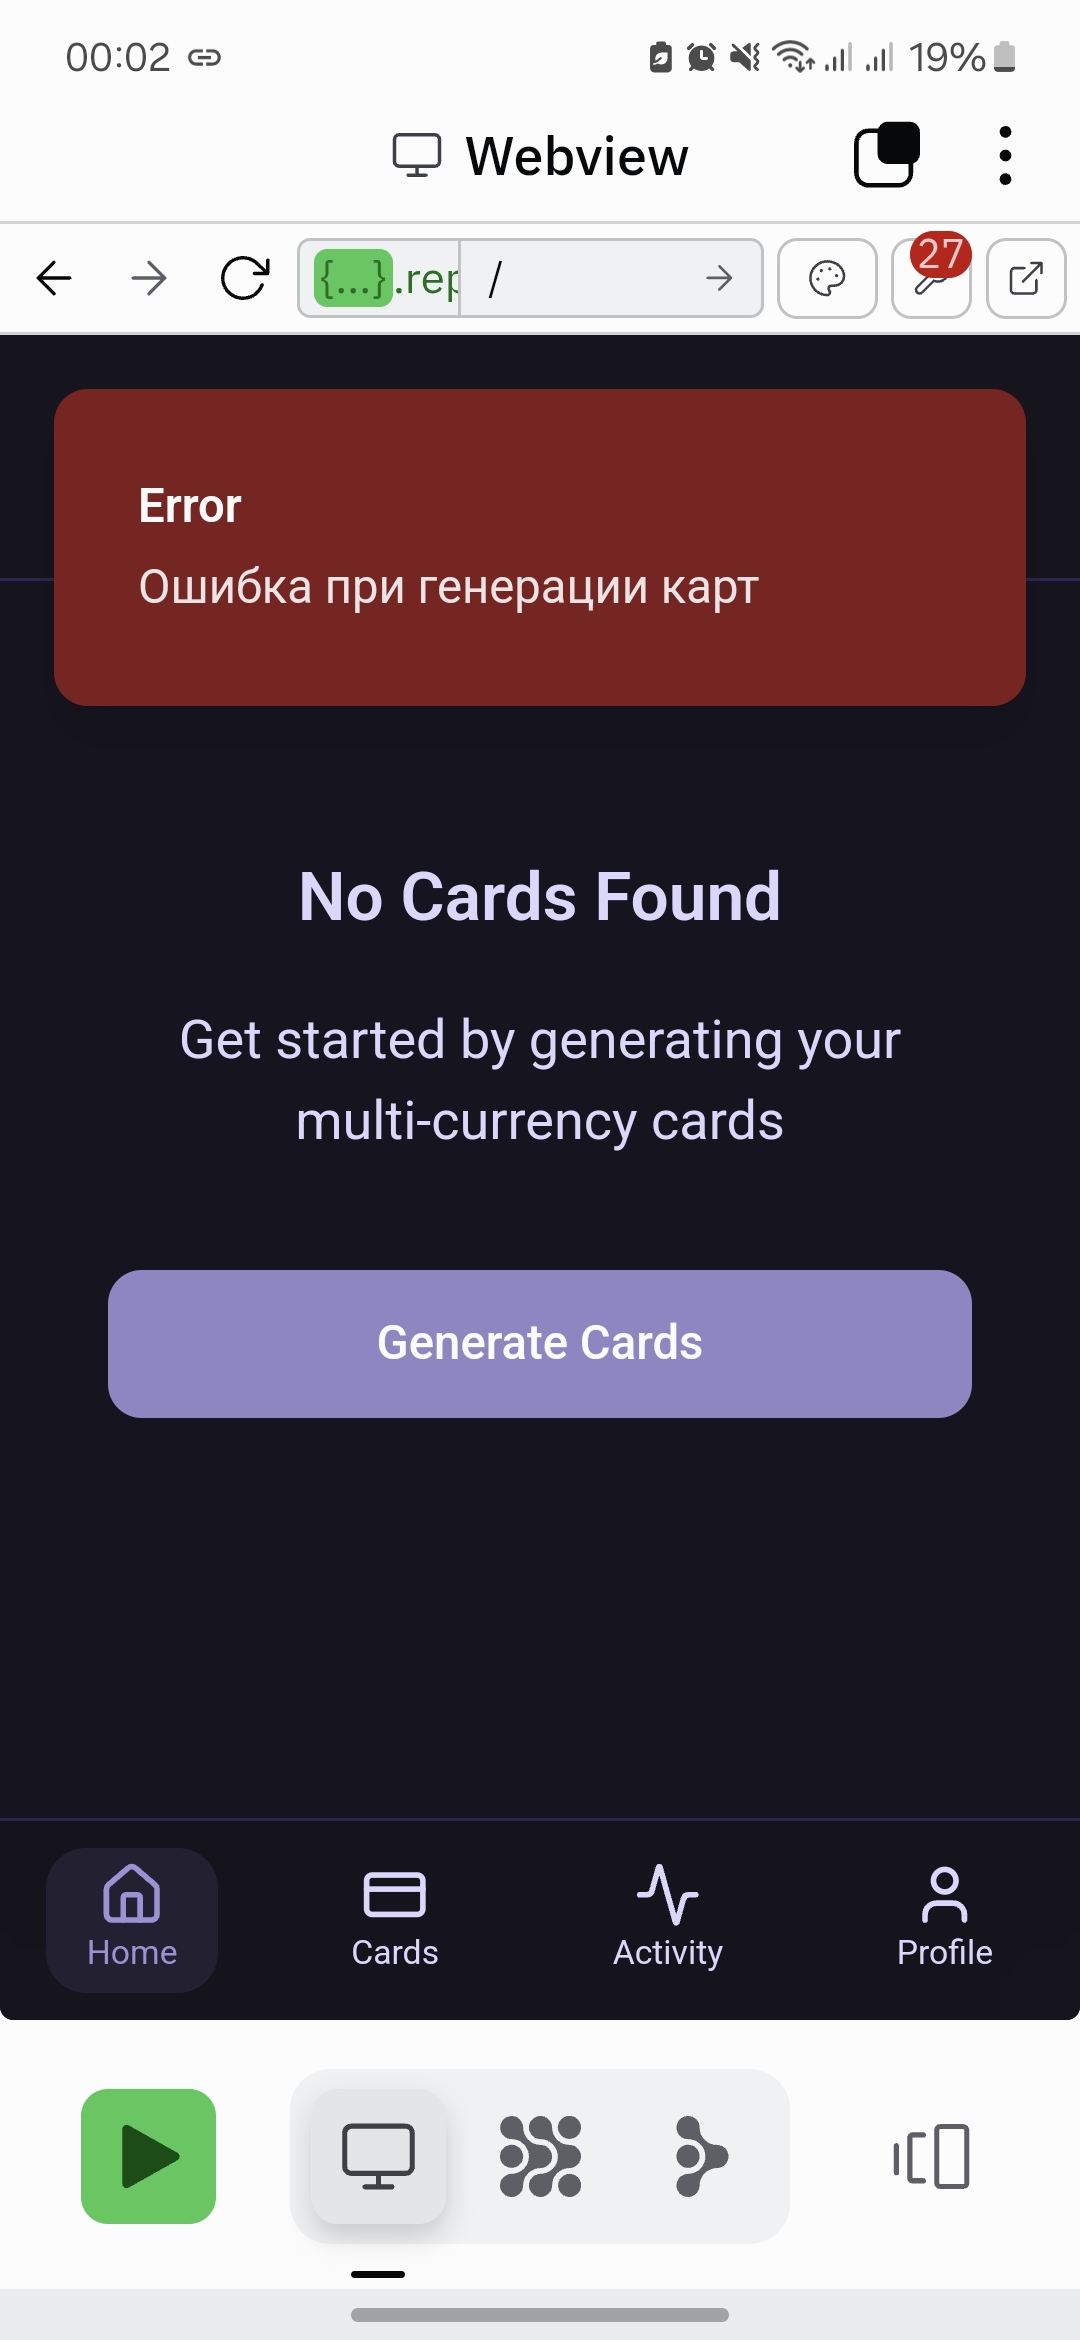 00:02
19%
Webview
{...}.rep
/
27
Error
Ошибка при генерации карт
No Cards Found
Get started by generating your
multi-currency cards
Generate Cards
Home
Cards
Activity
Profile